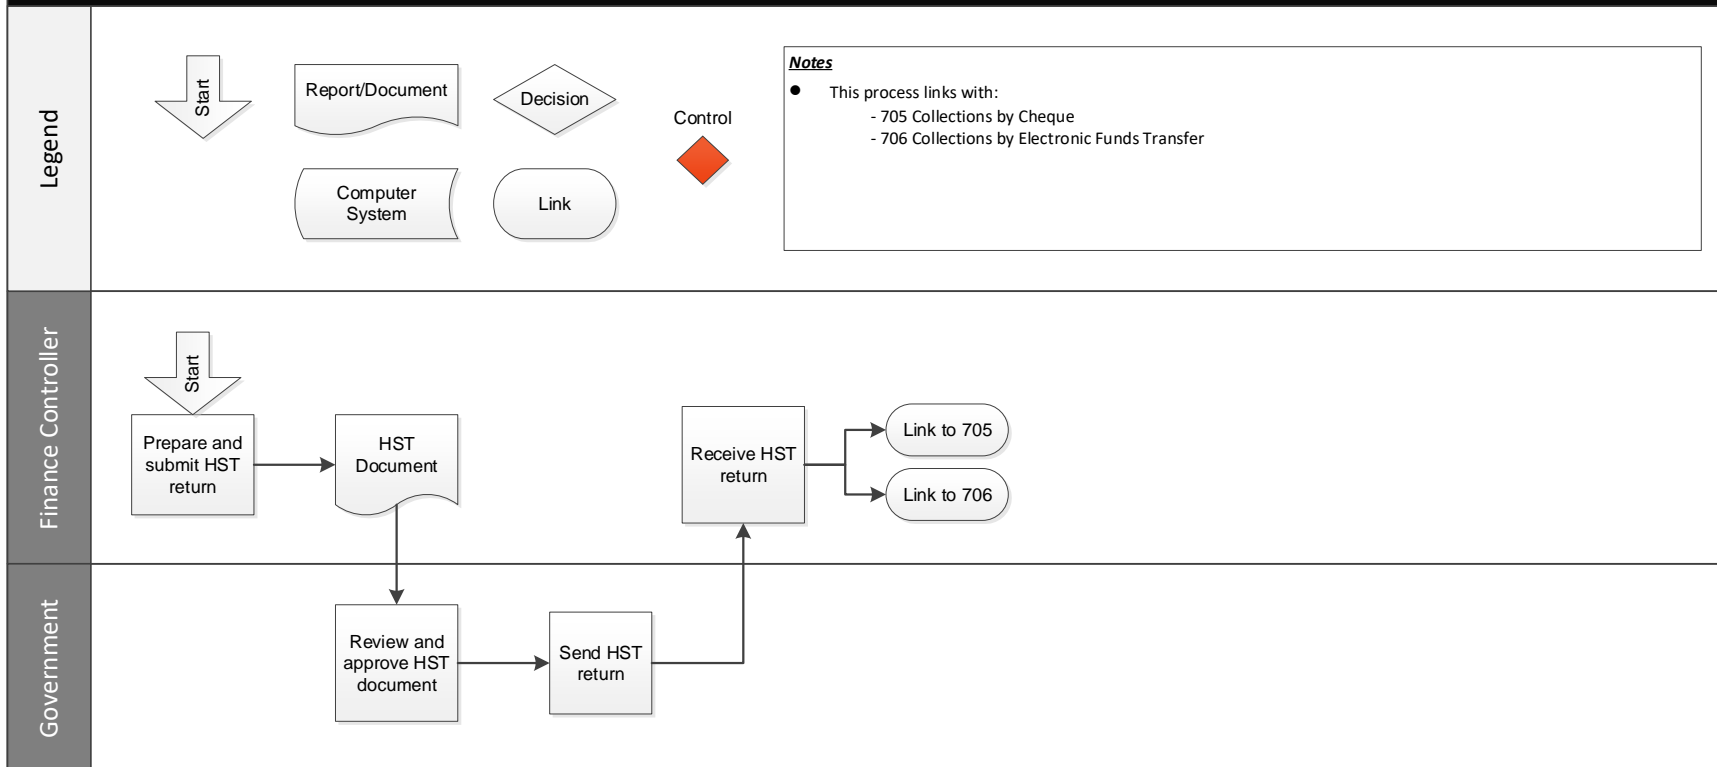 Legend
Start
Report/Document
Decision
Control
Computer
System
Link
Notes
● This process links with:
- 705 Collections by Cheque
- 706 Collections by Electronic Funds Transfer
Finance Controller
Start
Prepare and
submit HST
return
HST
Document
Receive HST
return
Link to 705
Link to 706
Government
Review and
approve HST
document
Send HST
return